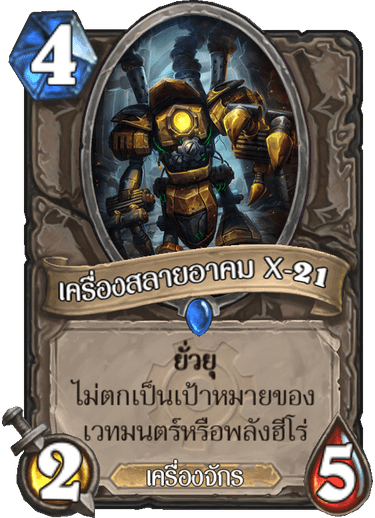 4
เครื่องสลายอาคม X-21
ยั่วยุ
ไม่ตกเป็นเป้าหมายของ
เวทมนตร์หรือพลังฮีโร่
2
เครื่องจักร
5